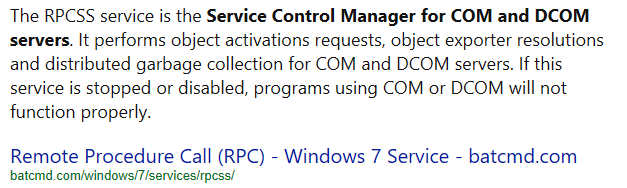 The RPCSS service is the Service Control Manager for COM and DCOM
servers. It performs object activations requests, object exporter resolutions
and distributed garbage collection for COM and DCOM servers. If this
service is stopped or disabled, programs using COM or DCOM will not
function properly.
Remote Procedure Call (RPC) - Windows 7 Service - batcmd.com
batcmd.com/windows/7/services/rpcss/